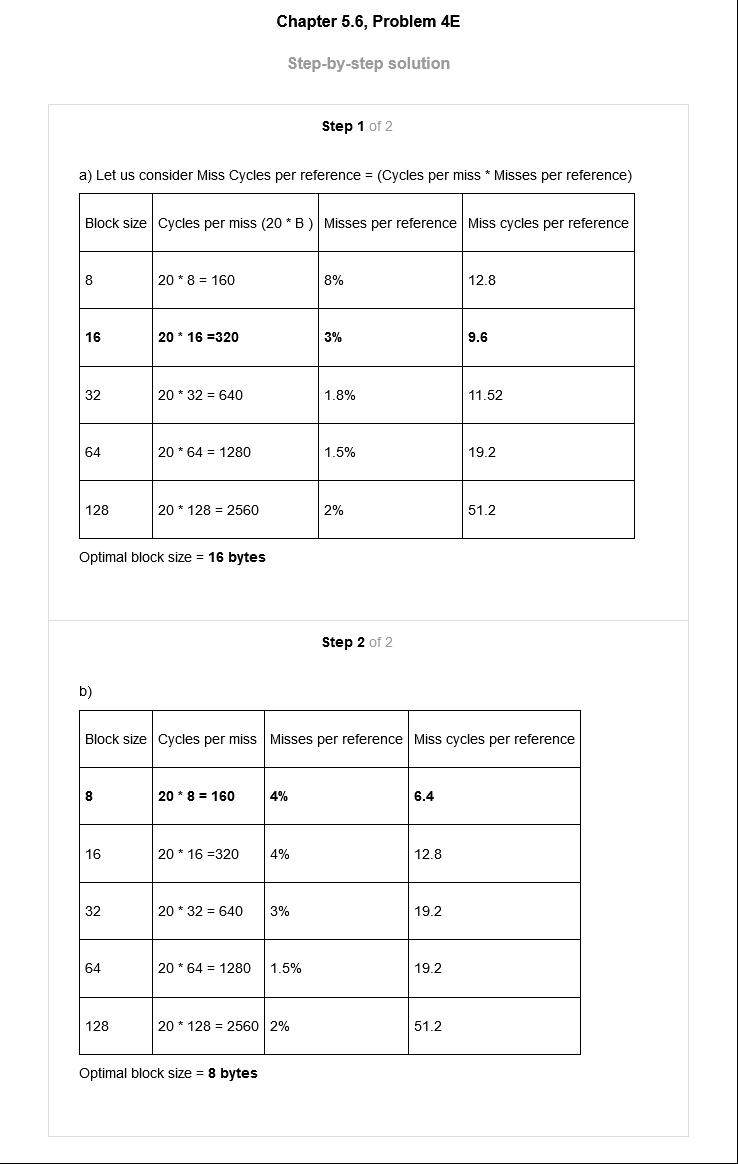 Chapter 5.6, Problem 4E
Step-by-step solution
Step 1 of 2
a) Let us consider Miss Cycles per reference = (Cycles per miss * Misses per reference)
Block size Cycles per miss (20 * B ) Misses per reference Miss cycles per reference
8 20 * 8 = 160 8% 12.8
16 20 * 16 =320 3% 9.6
32 20 * 32 = 640 1.8% 11.52
64 20 * 64 = 1280 1.5% 19.2
128 20 * 128 = 2560 2% 51.2
Optimal block size = 16 bytes
Step 2 of 2
b)
Block size Cycles per miss Misses per reference Miss cycles per reference
8 20 * 8 = 160 4% 6.4
16 20 * 16 =320 4% 12.8
32 20 * 32 = 640 3% 19.2
64 20 * 64 = 1280 1.5% 19.2
128 20 * 128 = 2560 2% 51.2
Optimal block size = 8 bytes